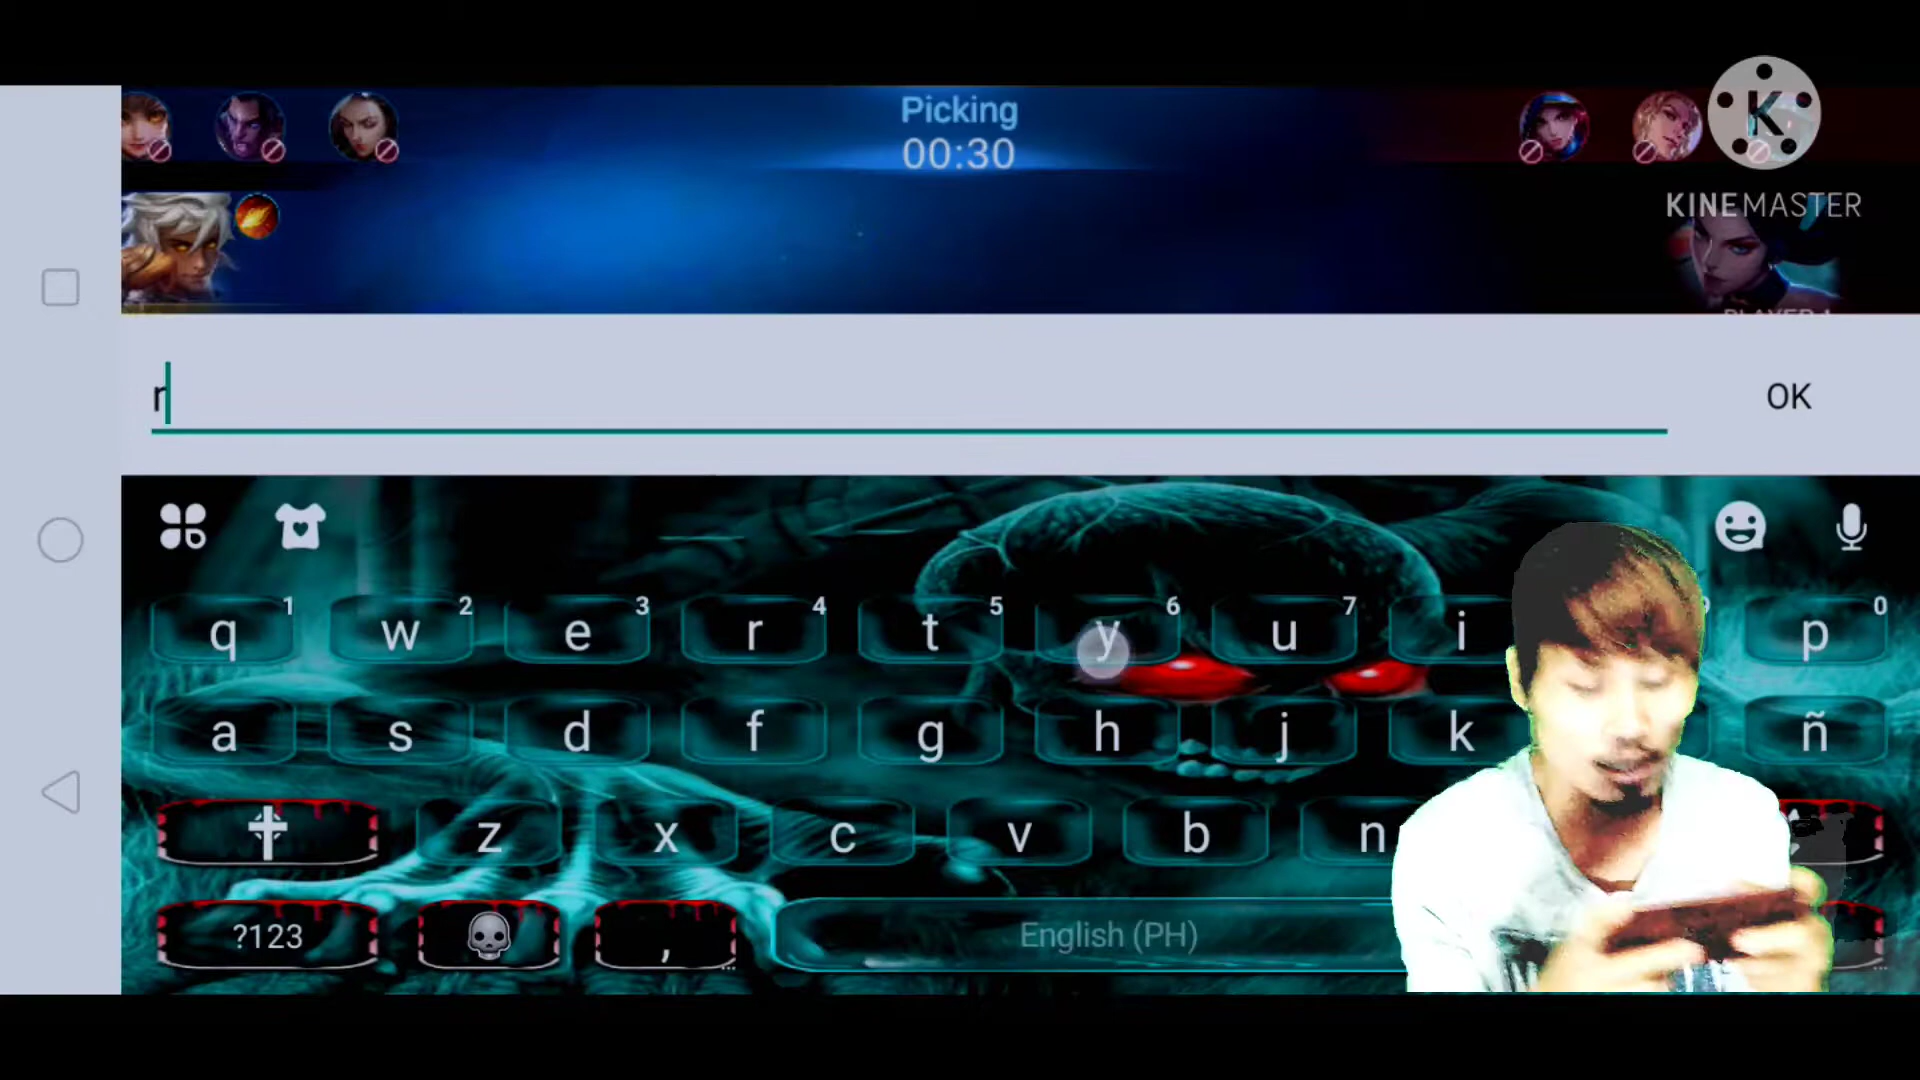 Picking
00:30
K
KINEMASTER
r
OK
1 2 3 4 5 6 7 0
q w e r t y u i p
a s d f g h j k ñ
z x c v b n
?123 , English (PH)